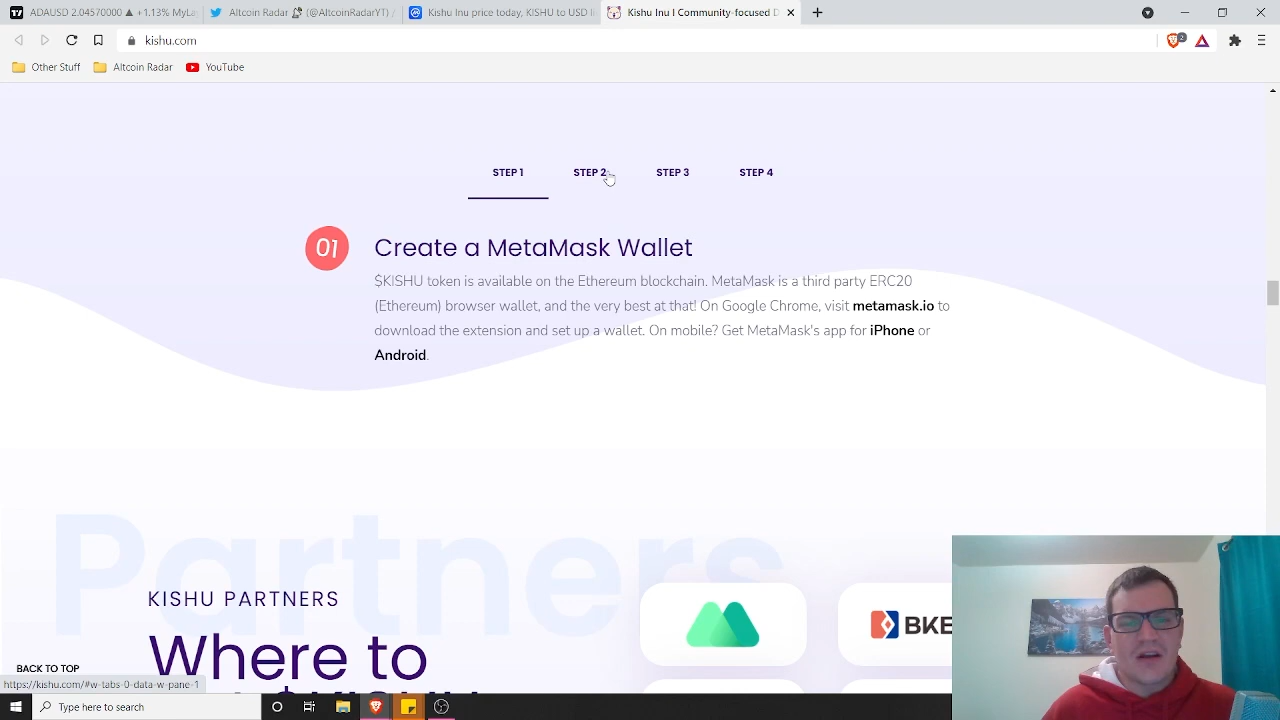 ADAUSD 2.04570000 ▲ +1.13% MyLa
Altcoin Radar (@AltcoinRadarYT) /
Kishu Inu price today, KISHU to USD li
Kishu Inu I Community-focused D
kishu.com
2
Other Stuff
Altcoin Radar
YouTube
STEP 1
STEP 2
STEP 3
STEP 4
01
Create a MetaMask Wallet
$KISHU token is available on the Ethereum blockchain. MetaMask is a third party ERC20
(Ethereum) browser wallet, and the very best at that! On Google Chrome, visit metamask.io to
download the extension and set up a wallet. On mobile? Get MetaMask's app for iPhone or
Android.
Partners
KISHU PARTNERS
Where to
BKE
BACK TO TOP
https://kishu.com/#w-tabs-0-data-w-pane-1
Type here to search